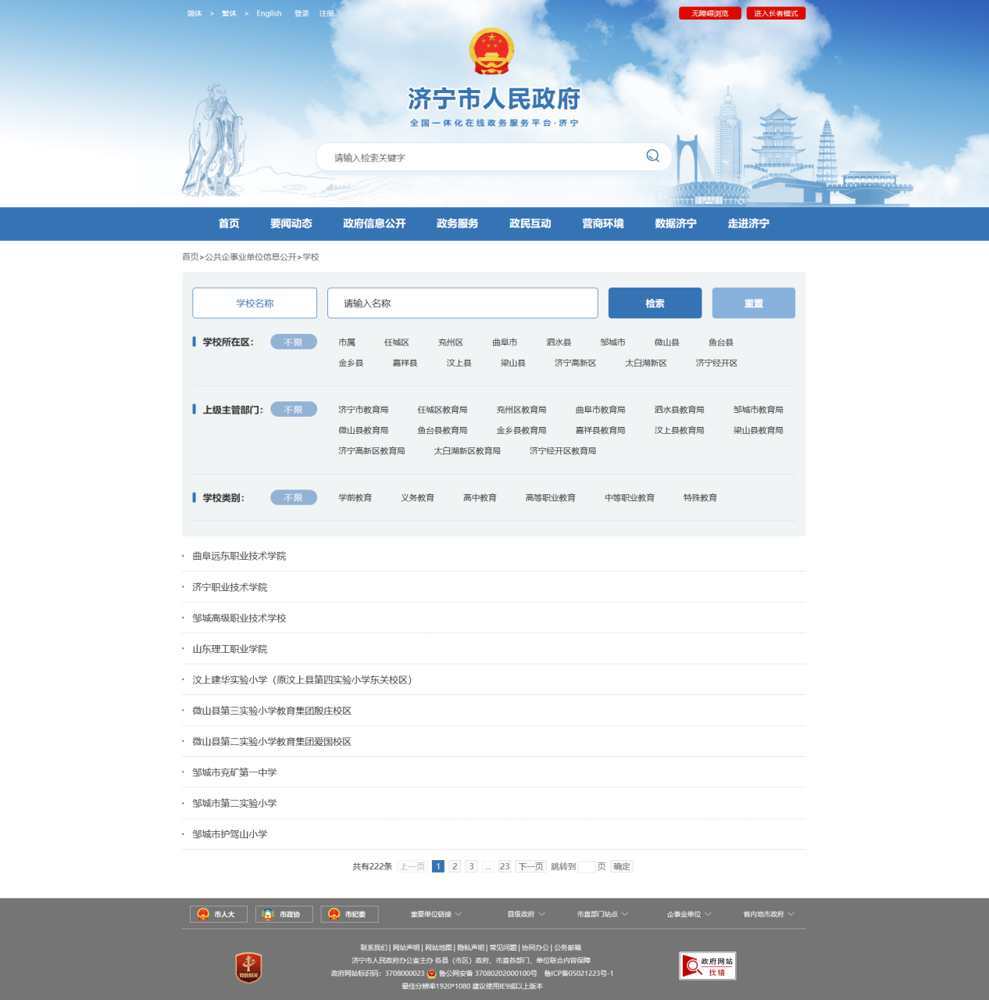 简体 > 繁体 > English 登录 注册 无障碍浏览 进入长者模式
济宁市人民政府
全国一体化在线政务服务平台·济宁
请输入检索关键字
首页 要闻动态 政府信息公开 政务服务 政民互动 营商环境 数据济宁 走进济宁
首页>公共企事业单位信息公开>学校
学校名称 请输入名称 检索 重置
学校所在区： 不限 市属 任城区 兖州区 曲阜市 泗水县 邹城市 微山县 鱼台县
金乡县 嘉祥县 汶上县 梁山县 济宁高新区 太白湖新区 济宁经开区
上级主管部门： 不限 济宁市教育局 任城区教育局 兖州区教育局 曲阜市教育局 泗水县教育局 邹城市教育局
微山县教育局 鱼台县教育局 金乡县教育局 嘉祥县教育局 汶上县教育局 梁山县教育局
济宁高新区教育局 太白湖新区教育局 济宁经开区教育局
学校类别： 不限 学前教育 义务教育 高中教育 高等职业教育 中等职业教育 特殊教育
· 曲阜远东职业技术学院
· 济宁职业技术学院
· 邹城高级职业技术学校
· 山东理工职业学院
· 汶上建华实验小学（原汶上县第四实验小学东关校区）
· 微山县第三实验小学教育集团殷庄校区
· 微山县第二实验小学教育集团爱国校区
· 邹城市兖矿第一中学
· 邹城市第二实验小学
· 邹城市护驾山小学
共有222条 上一页 1 2 3 ... 23 下一页 跳转到 页 确定
市人大 市政协 市纪委 重要单位链接 县级政府 市直部门站点 企事业单位 省内地市政府
联系我们 | 网站声明 | 网站地图 | 隐私声明 | 常见问题 | 协同办公 | 公务邮箱
济宁市人民政府办公室主办 各县（市区）政府、市直各部门、单位联合内容保障
政府网站标识码：3708000023 鲁公网安备 37080202000100号 鲁ICP备05021223号-1
最佳分辨率1920*1080 建议使用IE9或以上版本
党政机关
政府网站
找错